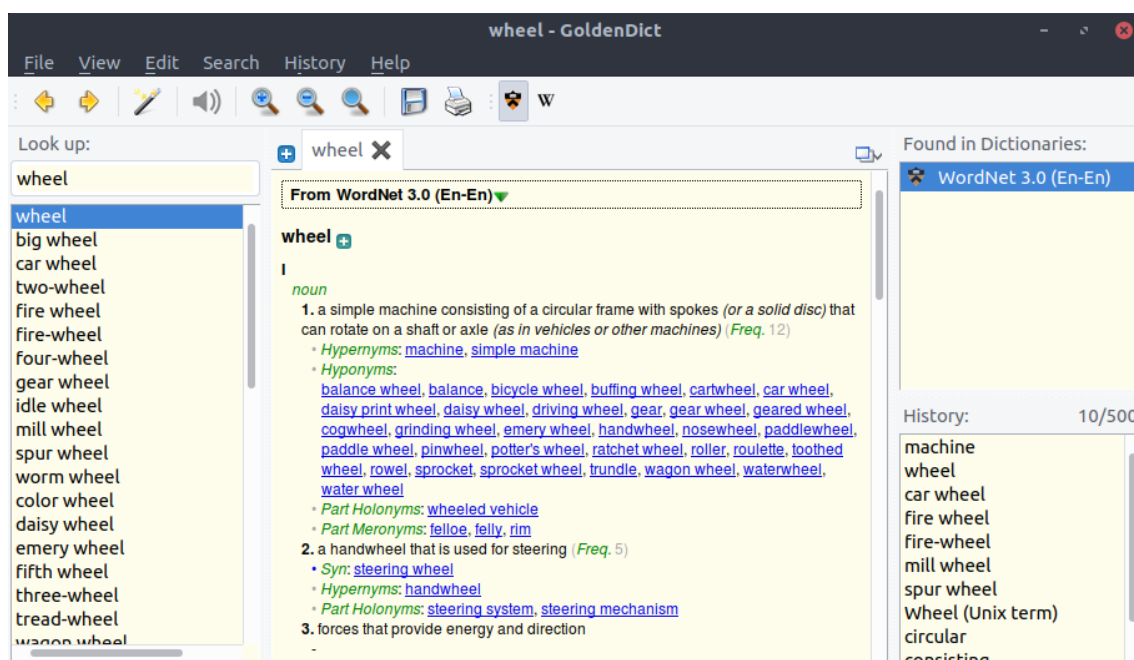 wheel - GoldenDict
File View Edit Search History Help
W
Look up:
wheel
wheel
big wheel
car wheel
two-wheel
fire wheel
fire-wheel
four-wheel
gear wheel
idle wheel
mill wheel
spur wheel
worm wheel
color wheel
daisy wheel
emery wheel
fifth wheel
three-wheel
tread-wheel
wagon wheel
wheel
From WordNet 3.0 (En-En)
wheel
I
noun
1. a simple machine consisting of a circular frame with spokes (or a solid disc) that
can rotate on a shaft or axle (as in vehicles or other machines) (Freq. 12)
• Hypernyms: machine, simple machine
• Hyponyms:
balance wheel, balance, bicycle wheel, buffing wheel, cartwheel, car wheel,
daisy print wheel, daisy wheel, driving wheel, gear, gear wheel, geared wheel,
cogwheel, grinding wheel, emery wheel, handwheel, nosewheel, paddlewheel,
paddle wheel, pinwheel, potter's wheel, ratchet wheel, roller, roulette, toothed
wheel, rowel, sprocket, sprocket wheel, trundle, wagon wheel, waterwheel,
water wheel
• Part Holonyms: wheeled vehicle
• Part Meronyms: felloe, felly, rim
2. a handwheel that is used for steering (Freq. 5)
• Syn: steering wheel
• Hypernyms: handwheel
• Part Holonyms: steering system, steering mechanism
3. forces that provide energy and direction
-
Found in Dictionaries:
WordNet 3.0 (En-En)
History: 10/500
machine
wheel
car wheel
fire wheel
fire-wheel
mill wheel
spur wheel
Wheel (Unix term)
circular
consisting